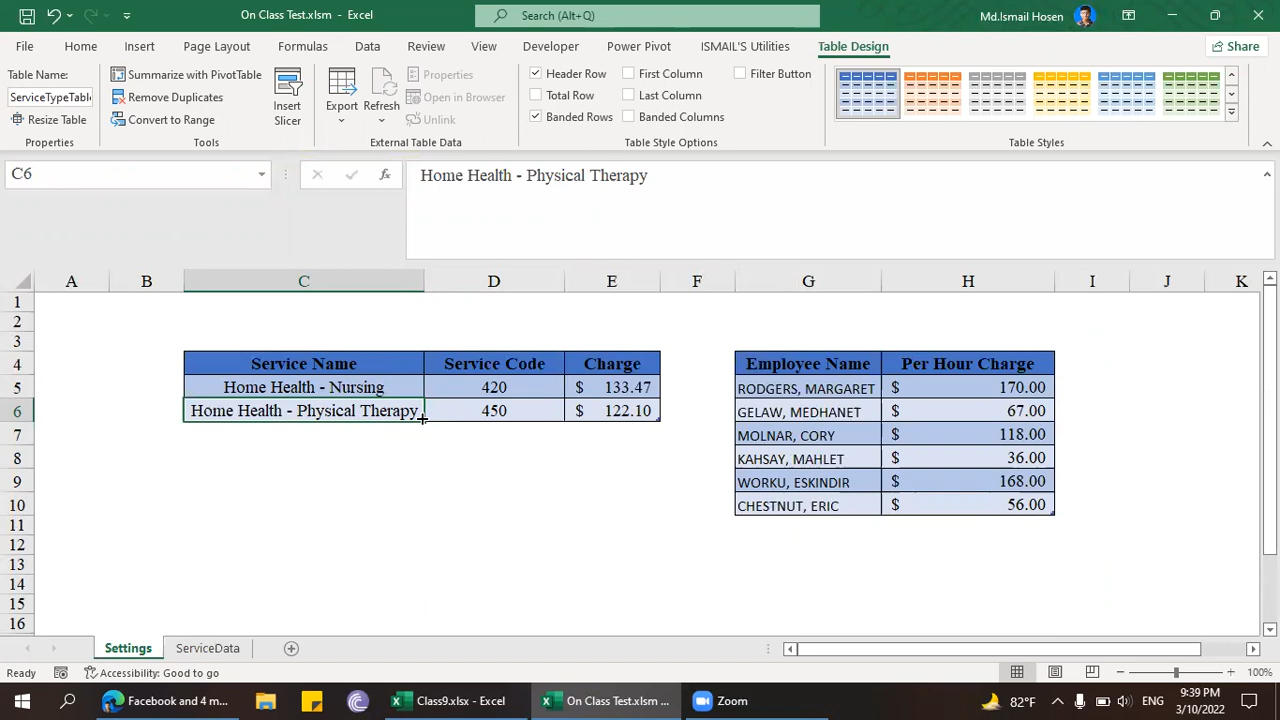 On Class Test.xlsm - Excel
Search (Alt+Q)
Md.Ismail Hosen
File Home Insert Page Layout Formulas Data Review View Developer Power Pivot ISMAIL'S Utilities Table Design Share
Table Name:
ServiceTypeTabl
Resize Table
Properties
Summarize with PivotTable
Remove Duplicates
Convert to Range
Tools
Insert
Slicer
Export Refresh
Properties
Open in Browser
Unlink
External Table Data
Header Row First Column Filter Button
Total Row Last Column
Banded Rows Banded Columns
Table Style Options
Table Styles
C6
fx
Home Health - Physical Therapy
A B C D E F G H I J K
1
2
3
4 Service Name Service Code Charge Employee Name Per Hour Charge
5 Home Health - Nursing 420 $ 133.47 RODGERS, MARGARET $ 170.00
6 Home Health - Physical Therapy 450 $ 122.10 GELAW, MEDHANET $ 67.00
7 MOLNAR, CORY $ 118.00
8 KAHSAY, MAHLET $ 36.00
9 WORKU, ESKINDIR $ 168.00
10 CHESTNUT, ERIC $ 56.00
11
12
13
14
15
16
Settings ServiceData
Ready Accessibility: Good to go 100%
Facebook and 4 m... Class9.xlsx - Excel On Class Test.xlsm ... Zoom 82°F ENG 9:39 PM
3/10/2022